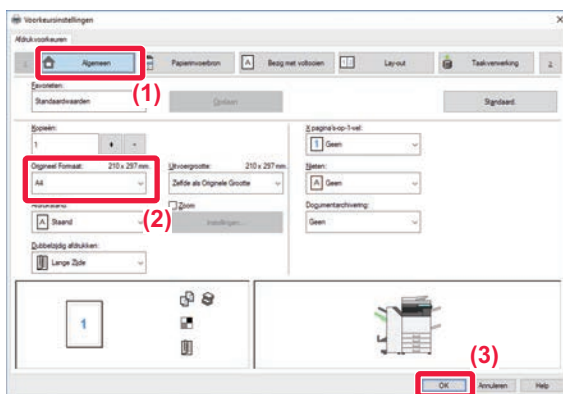 Voorkeursinstellingen
Afdrukvoorkeuren
Algemeen Papierinvoerbron Bezig met voltooien Lay-out Taakverwerking
(1)
Favorieten:
Standaardwaarden Opslaan Standaard
Kopieën: X pagina's-op-1-vel:
1 + - 1 Geen
Origineel Formaat: 210 x 297 mm. Uitvoergrootte: 210 x 297 mm. Nieten:
A4 Zelfde als Originele Grootte A Geen
Afdrukstand: Zoom Documentarchivering:
A Staand Instellingen... Geen
(2)
Dubbelzijdig afdrukken:
Lange Zijde
1
(3)
OK Annuleren Help